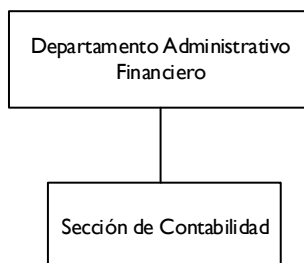 Departamento Administrativo
Financiero
Sección de Contabilidad